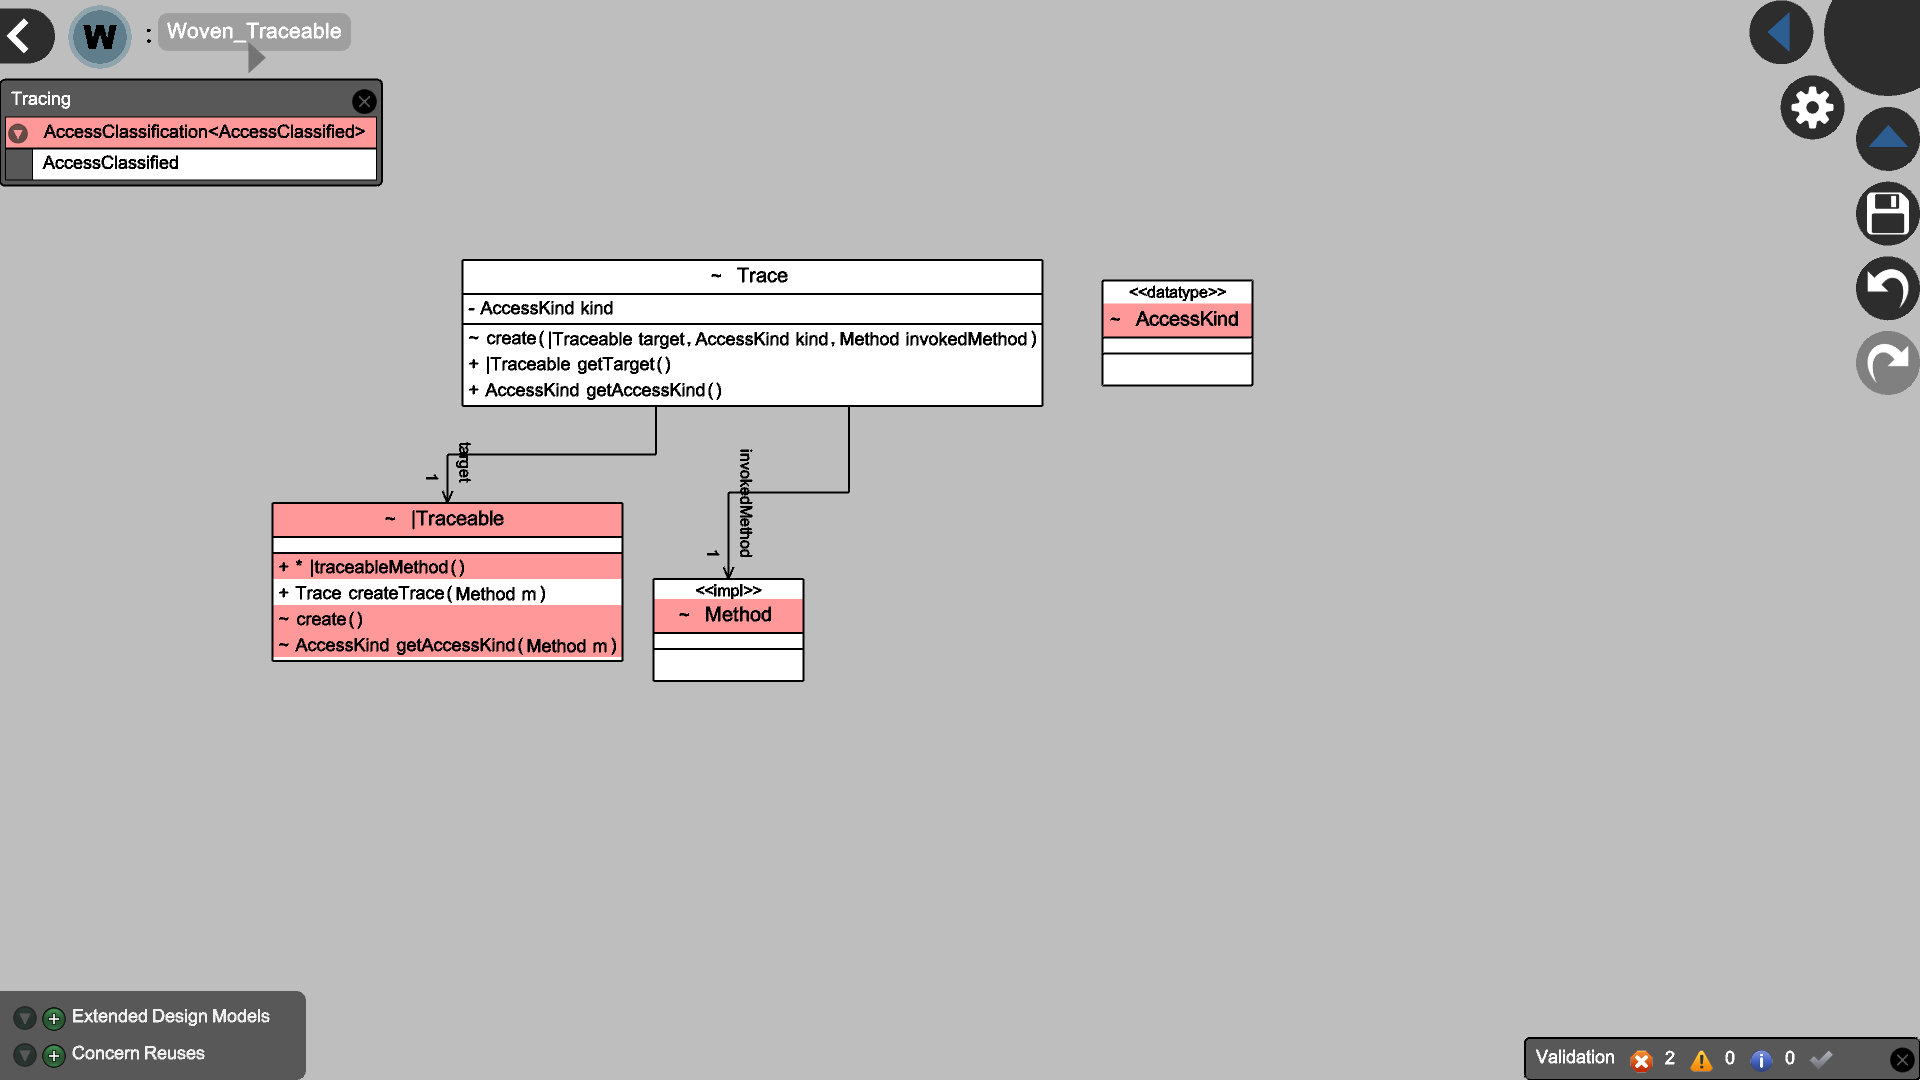 W : Woven_Traceable
Tracing
AccessClassification<AccessClassified>
AccessClassified
~ Trace
- AccessKind kind
~ create(|Traceable target, AccessKind kind, Method invokedMethod)
+ |Traceable getTarget()
+ AccessKind getAccessKind()
<<datatype>>
~ AccessKind
target
1
invokedMethod
1
~ |Traceable
+ * |traceableMethod()
+ Trace createTrace(Method m)
~ create()
~ AccessKind getAccessKind(Method m)
<<impl>>
~ Method
Extended Design Models
Concern Reuses
Validation 2 0 0